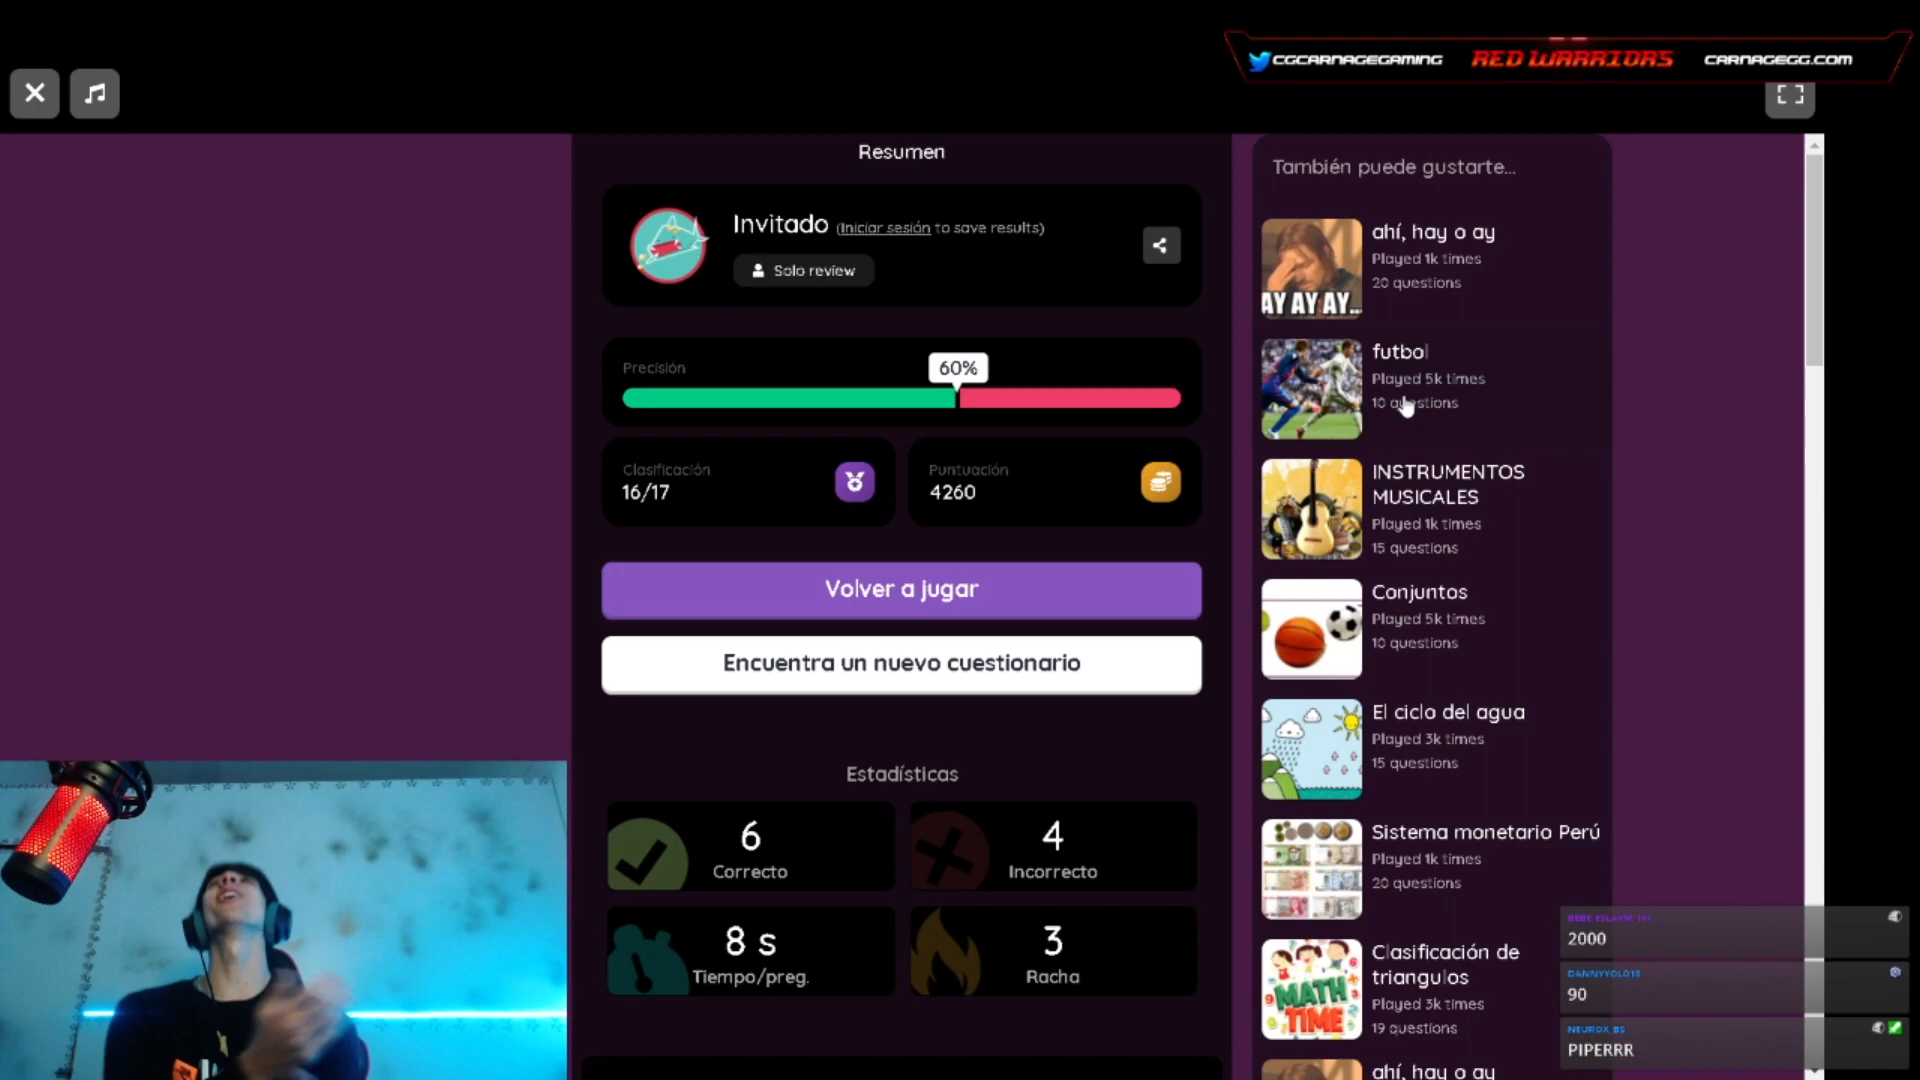 CGCARNAGEGAMING RED WARRIORS CARNAGEGG.COM
Resumen
Invitado (Iniciar sesión to save results)
Solo review
Precisión
60%
Clasificación
16/17
Puntuación
4260
Volver a jugar
Encuentra un nuevo cuestionario
Estadísticas
6
Correcto
4
Incorrecto
8 s
Tiempo/preg.
3
Racha
También puede gustarte...
ahí, hay o ay
Played 1k times
20 questions
AY AY AY...
futbol
Played 5k times
10 questions
INSTRUMENTOS
MUSICALES
Played 1k times
15 questions
Conjuntos
Played 5k times
10 questions
El ciclo del agua
Played 3k times
15 questions
Sistema monetario Perú
Played 1k times
20 questions
Clasificación de
triangulos
Played 3k times
19 questions
MATH
TIME
ahí, hay o ay
2000
DANNYYOLO10
90
NEUROX_BS
PIPERRR